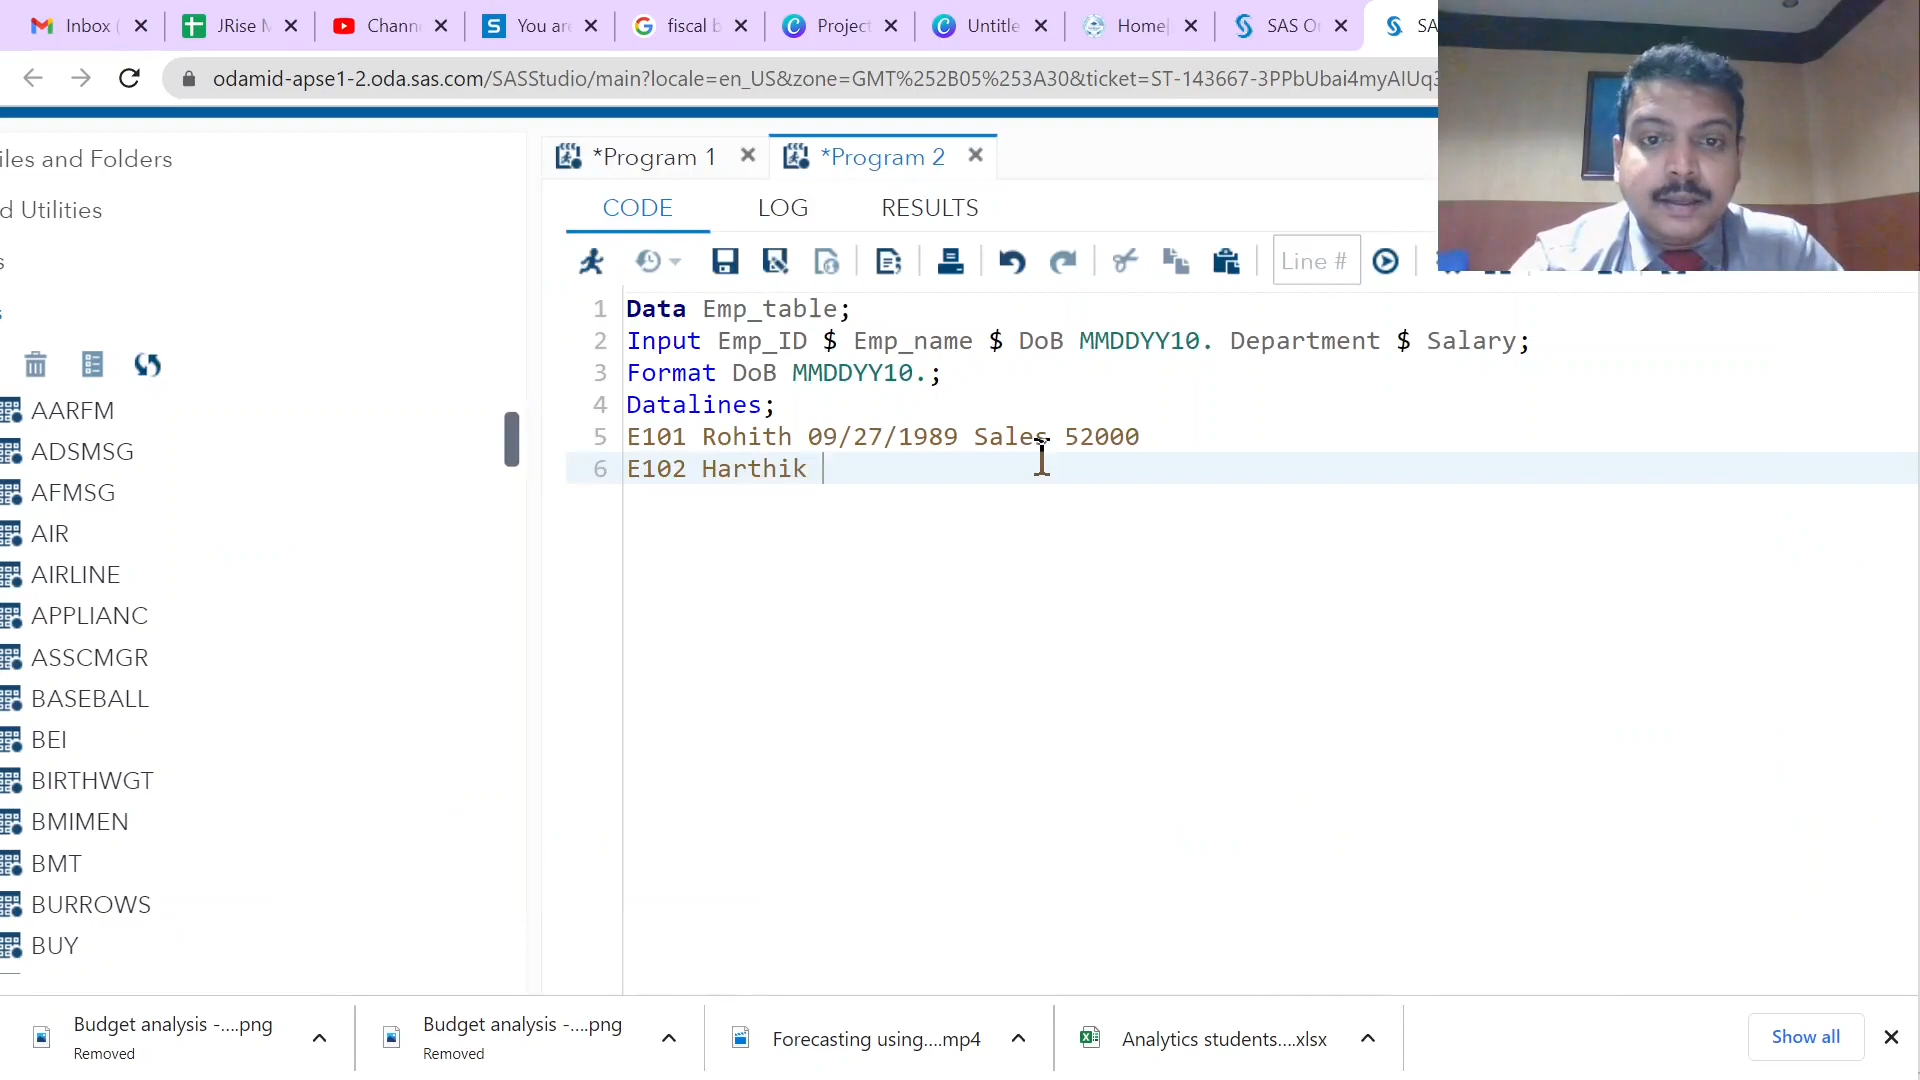 Inbox (
JRise M
Chann
You are
fiscal b
Project
Untitle
Home|
SAS O
SA
odamid-apse1-2.oda.sas.com/SASStudio/main?locale=en_US&zone=GMT%252B05%253A30&ticket=ST-143667-3PPbUbai4myAIUq3
iles and Folders
d Utilities
s
s
AARFM
ADSMSG
AFMSG
AIR
AIRLINE
APPLIANC
ASSCMGR
BASEBALL
BEI
BIRTHWGT
BMIMEN
BMT
BURROWS
BUY
*Program 1
*Program 2
CODE LOG RESULTS
Line #
1 Data Emp_table;
2 Input Emp_ID $ Emp_name $ DoB MMDDYY10. Department $ Salary;
3 Format DoB MMDDYY10.;
4 Datalines;
5 E101 Rohith 09/27/1989 Sales 52000
6 E102 Harthik
Budget analysis -....png
Removed
Budget analysis -....png
Removed
Forecasting using....mp4
Analytics students....xlsx
Show all